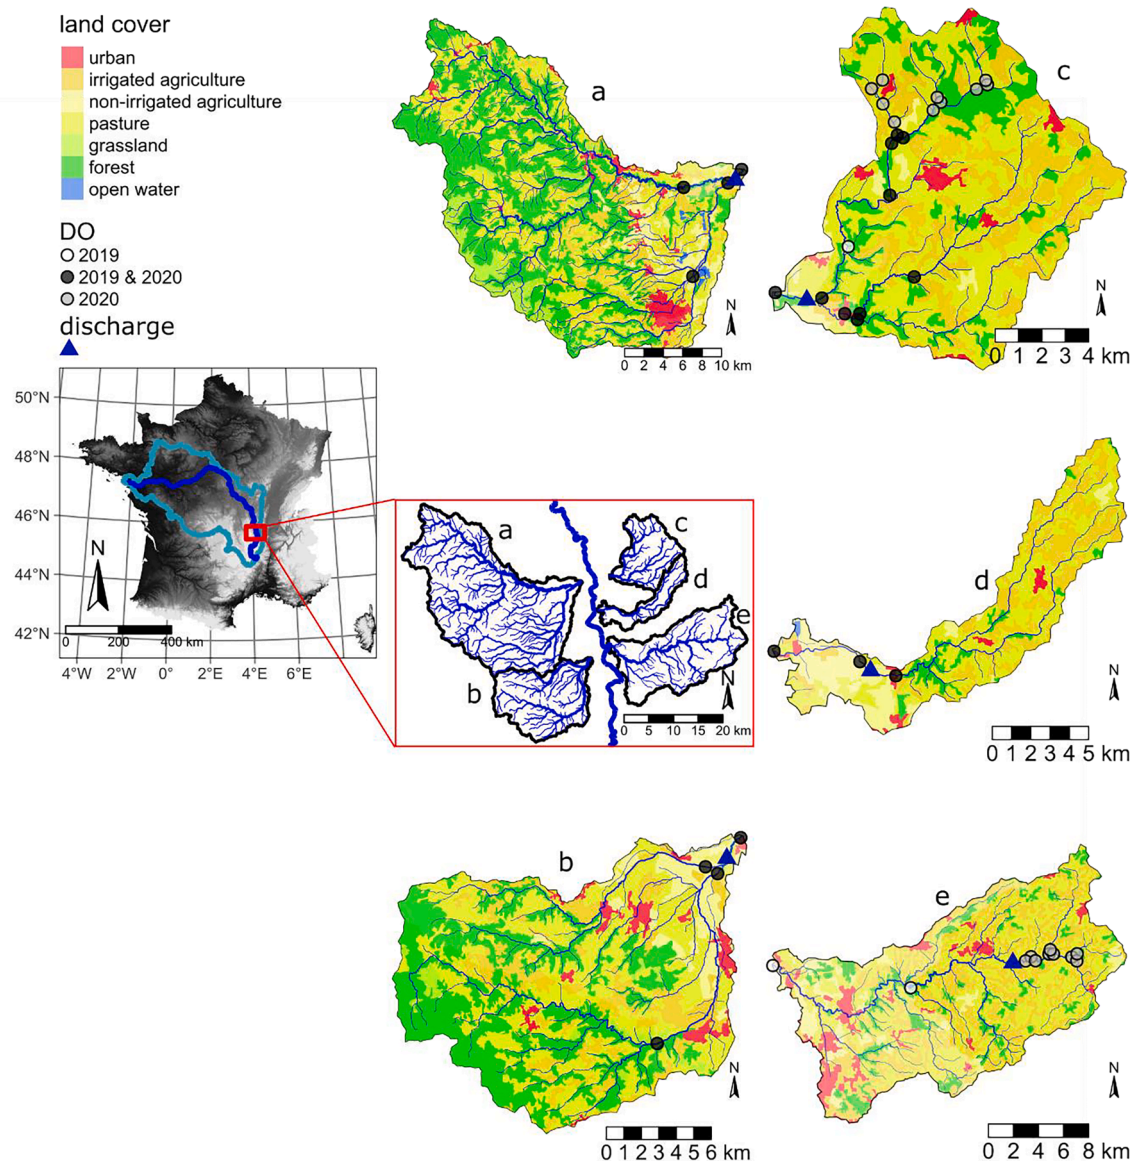 land cover
urban
irrigated agriculture
non-irrigated agriculture
pasture
grassland
forest
open water
DO
2019
2019 & 2020
2020
discharge
a
N
0 2 4 6 8 10 km
c
N
0 1 2 3 4 km
50°N
48°N
46°N
44°N
42°N
N
0 200 400 km
4°W 2°W 0° 2°E 4°E 6°E
a
c
d
e
b
N
0 5 10 15 20 km
d
N
0 1 2 3 4 5 km
b
N
0 1 2 3 4 5 6 km
e
N
0 2 4 6 8 km